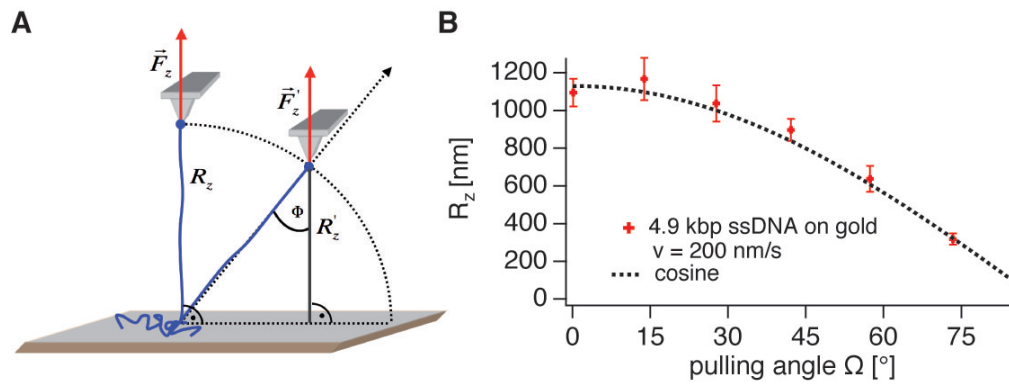 A
F⃗z
F⃗z'
Rz
Φ
Rz'
B
Rz [nm]
1200
1000
800
600
400
200
0
4.9 kbp ssDNA on gold
v = 200 nm/s
cosine
0 15 30 45 60 75
pulling angle Ω [°]